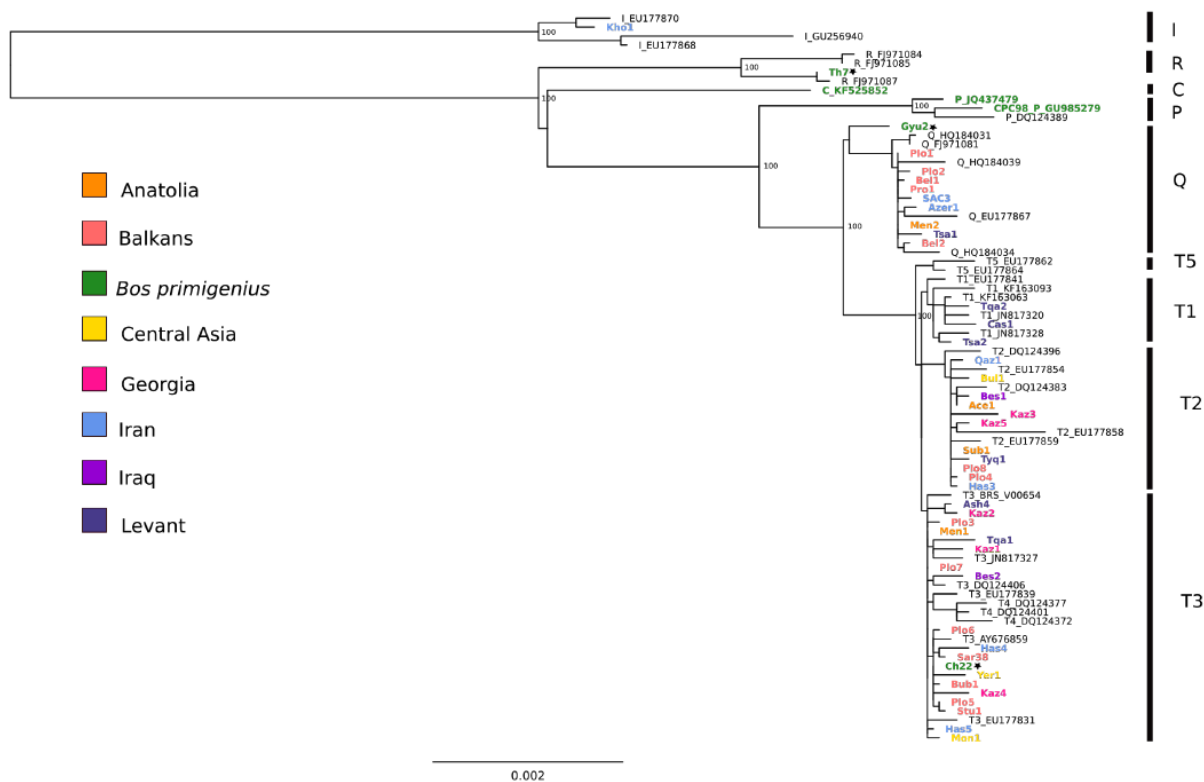 I_EU177870
Kho1
100
I_GU256940
I_EU177868
I
R_FJ971084
R_FJ971085
100
Th7★
R_FJ971087
R
100
C_KF525852
C
P_JQ437479
100
CPC98_P_GU985279
P_DQ124389
P
100
Gyu2★
Q_HQ184031
Q_FJ971081
Plo1
Q_HQ184039
Plo2
Bel1
Pro1
SAC3
Azer1
Q_EU177867
Men2
100
Tsa1
Bel2
Q_HQ184034
Q
T5_EU177862
T5_EU177864
T5
T1_EU177841
T1_KF163093
T1_KF163063
Tqa2
100
T1_JN817320
Cas1
T1_JN817328
Tsa2
T1
T2_DQ124396
Qaz1
T2_EU177854
Bul1
T2_DQ124383
Bes1
Ace1
Kaz3
Kaz5
T2_EU177858
T2_EU177859
Sub1
Tyq1
Plo8
Plo4
Has3
T2
T3_BRS_V00654
Ash4
Kaz2
Plo3
Men1
Tqa1
Kaz1
T3_JN817327
Plo7
Bes2
T3_DQ124406
T3_EU177839
T4_DQ124377
T4_DQ124401
T4_DQ124372
Plo6
T3_AY676859
Has4
Sar38
Ch22★
Yar1
Bub1
Kaz4
Plo5
Stu1
T3_EU177831
Has5
Mon1
T3
Anatolia
Balkans
Bos primigenius
Central Asia
Georgia
Iran
Iraq
Levant
0.002